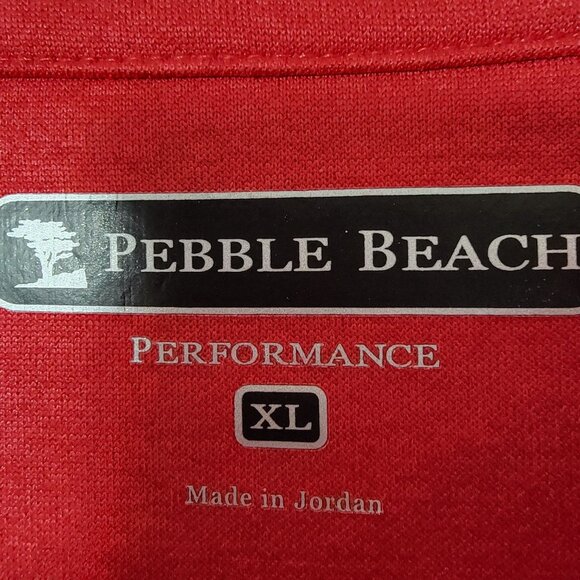 PEBBLE BEACH
PERFORMANCE
XL
Made in Jordan